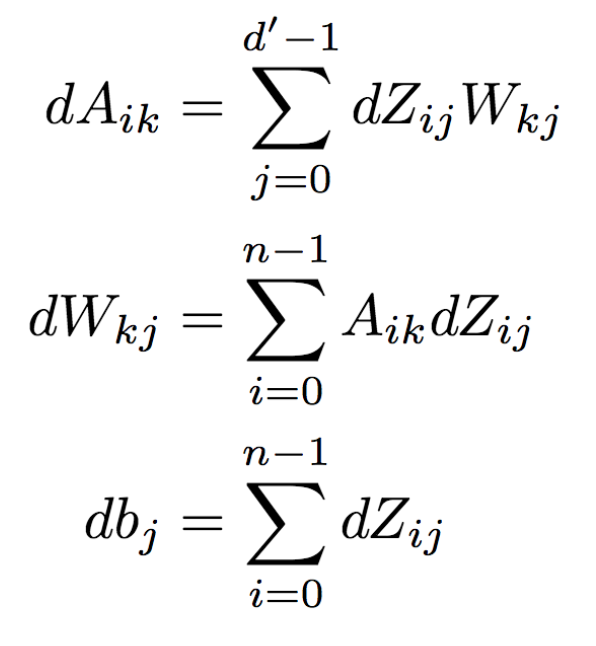 dA_{ik} = \sum_{j=0}^{d'-1} dZ_{ij} W_{kj}
dW_{kj} = \sum_{i=0}^{n-1} A_{ik} dZ_{ij}
db_j = \sum_{i=0}^{n-1} dZ_{ij}